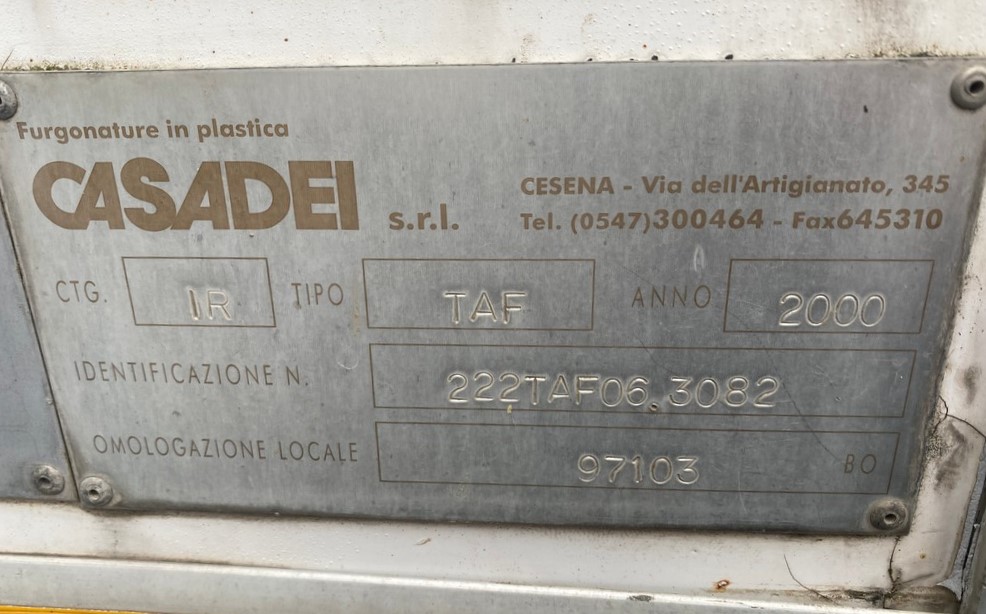 Furgonature in plastica
CASADEI s.r.l.
CESENA - Via dell'Artigianato, 345
Tel. (0547)300464 - Fax645310
CTG. IR TIPO TAF ANNO 2000
IDENTIFICAZIONE N. 222TAF06.3082
OMOLOGAZIONE LOCALE 97103 BO